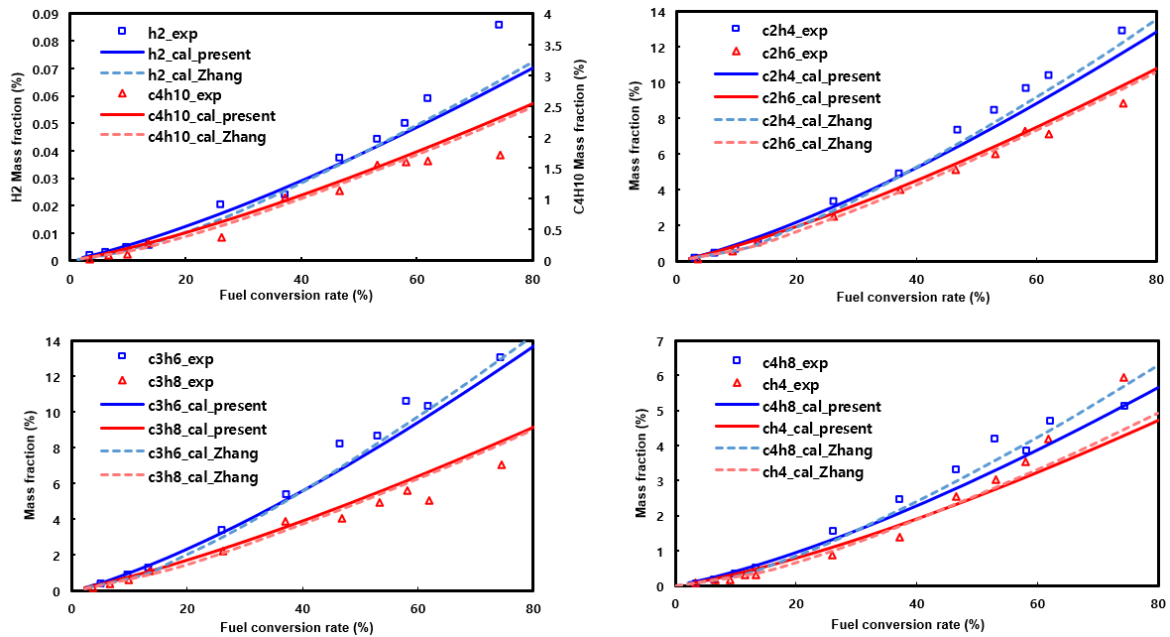 0.09
0.08
0.07
0.06
0.05
0.04
0.03
0.02
0.01
0
H2 Mass fraction (%)
h2_exp
h2_cal_present
h2_cal_Zhang
c4h10_exp
c4h10_cal_present
c4h10_cal_Zhang
4
3.5
3
2.5
2
1.5
1
0.5
0
C4H10 Mass fraction (%)
0 20 40 60 80
Fuel conversion rate (%)
14
12
10
8
6
4
2
0
Mass fraction (%)
c2h4_exp
c2h6_exp
c2h4_cal_present
c2h6_cal_present
c2h4_cal_Zhang
c2h6_cal_Zhang
0 20 40 60 80
Fuel conversion rate (%)
14
12
10
8
6
4
2
0
Mass fraction (%)
c3h6_exp
c3h8_exp
c3h6_cal_present
c3h8_cal_present
c3h6_cal_Zhang
c3h8_cal_Zhang
0 20 40 60 80
Fuel conversion rate (%)
7
6
5
4
3
2
1
0
Mass fraction (%)
c4h8_exp
ch4_exp
c4h8_cal_present
ch4_cal_present
c4h8_cal_Zhang
ch4_cal_Zhang
0 20 40 60 80
Fuel conversion rate (%)